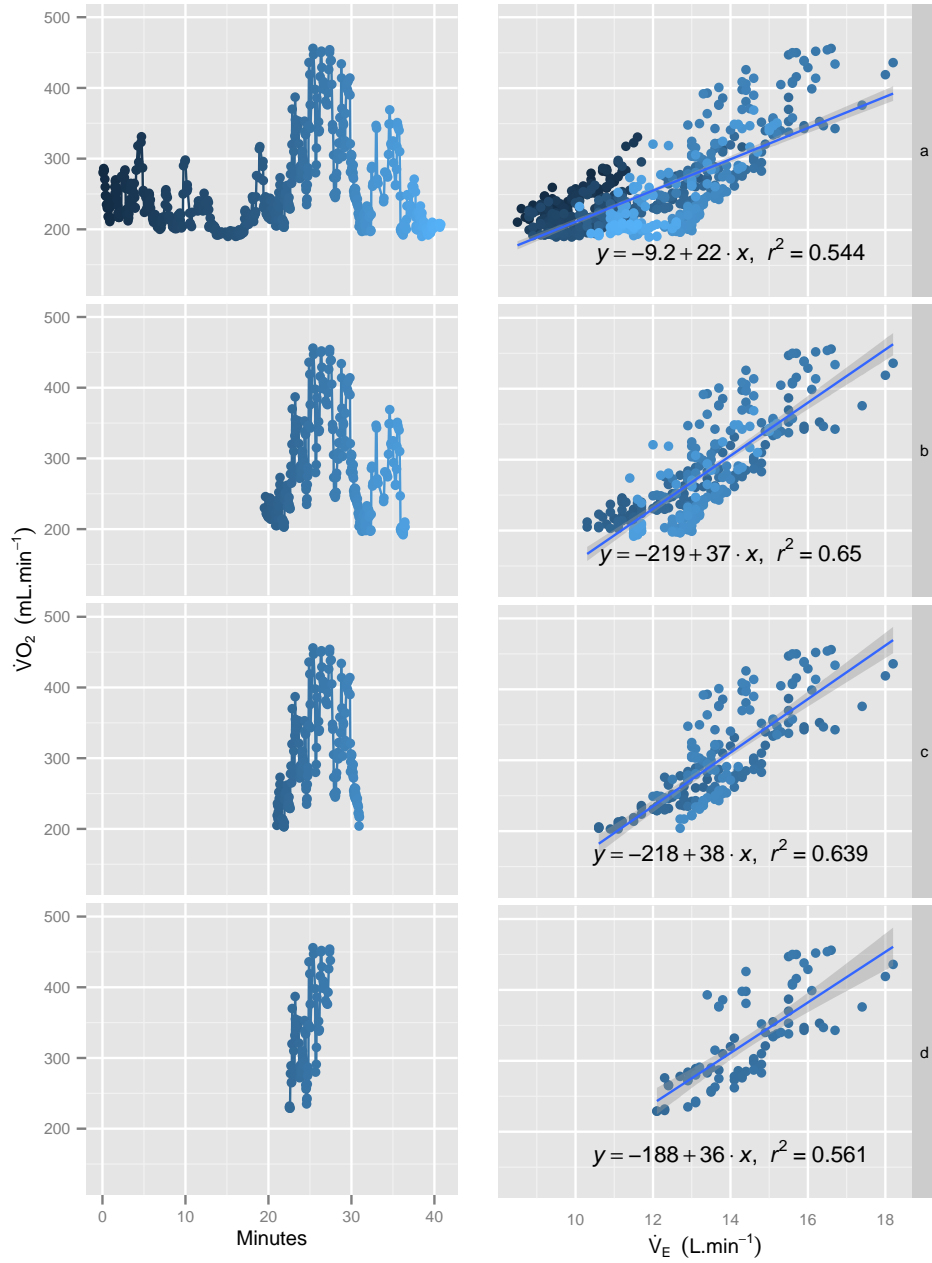 500
400
300
200
a
y = −9.2 + 22 · x, r² = 0.544
500
400
300
200
b
y = −219 + 37 · x, r² = 0.65
500
400
300
200
c
y = −218 + 38 · x, r² = 0.639
500
400
300
200
d
y = −188 + 36 · x, r² = 0.561
V̇O₂ (mL.min⁻¹)
0 10 20 30 40
Minutes
10 12 14 16 18
V̇_E (L.min⁻¹)